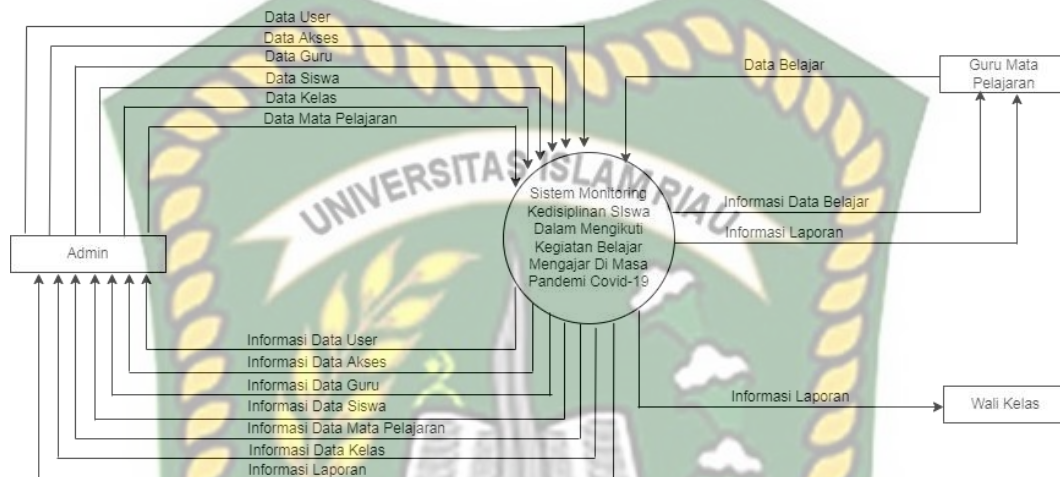 Data User
Data Akses
Data Guru
Data Siswa
Data Kelas
Data Mata Pelajaran
Data Belajar
Guru Mata
Pelajaran
UNIVERSITAS ISLAM RIAU
Sistem Monitoring
Kedisiplinan SIswa
Dalam Mengikuti
Kegiatan Belajar
Mengajar Di Masa
Pandemi Covid-19
Informasi Data Belajar
Informasi Laporan
Admin
Informasi Data User
Informasi Data Akses
Informasi Data Guru
Informasi Data Siswa
Informasi Data Mata Pelajaran
Informasi Data Kelas
Informasi Laporan
Informasi Laporan
Wali Kelas